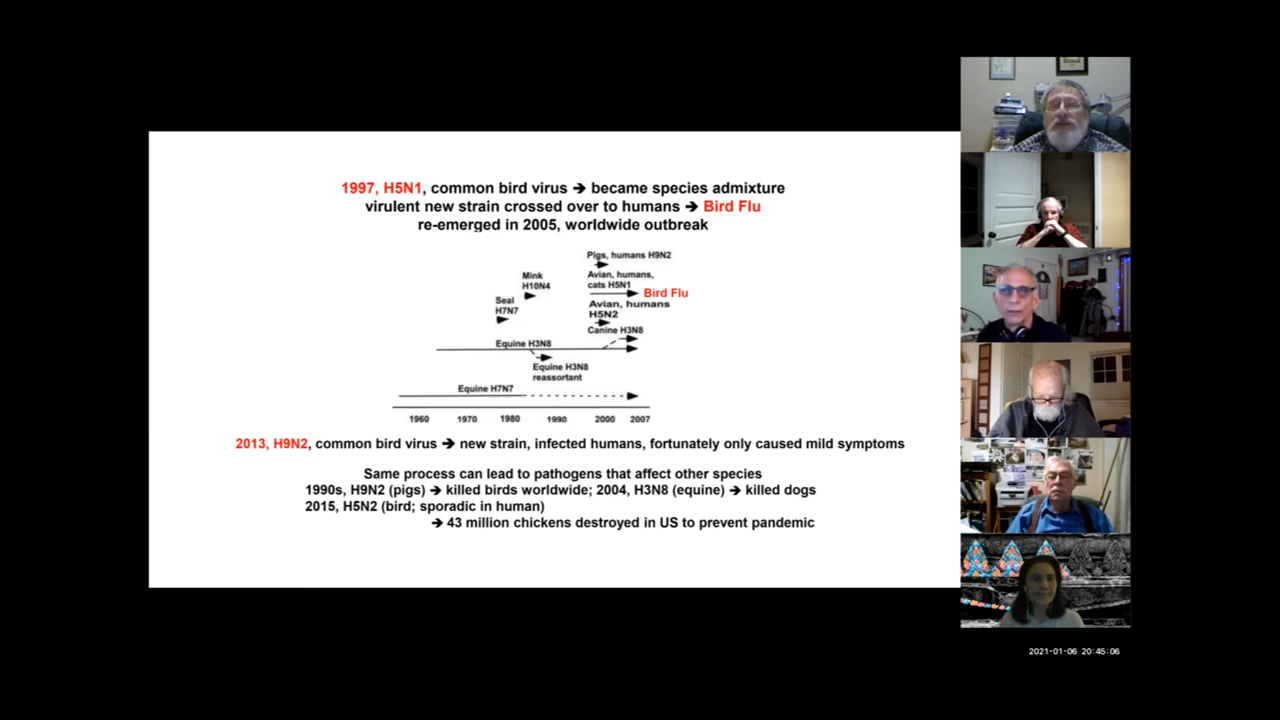 1997, H5N1, common bird virus ➔ became species admixture
virulent new strain crossed over to humans ➔ Bird Flu
re-emerged in 2005, worldwide outbreak
Pigs, humans H9N2
Mink
H10N4
Avian, humans,
cats H5N1
Bird Flu
Seal
H7N7
Avian, humans
H5N2
Canine H3N8
Equine H3N8
Equine H3N8
reassortant
Equine H7N7
1960 1970 1980 1990 2000 2007
2013, H9N2, common bird virus ➔ new strain, infected humans, fortunately only caused mild symptoms
Same process can lead to pathogens that affect other species
1990s, H9N2 (pigs) ➔ killed birds worldwide; 2004, H3N8 (equine) ➔ killed dogs
2015, H5N2 (bird; sporadic in human)
➔ 43 million chickens destroyed in US to prevent pandemic
2021-01-06 20:45:06